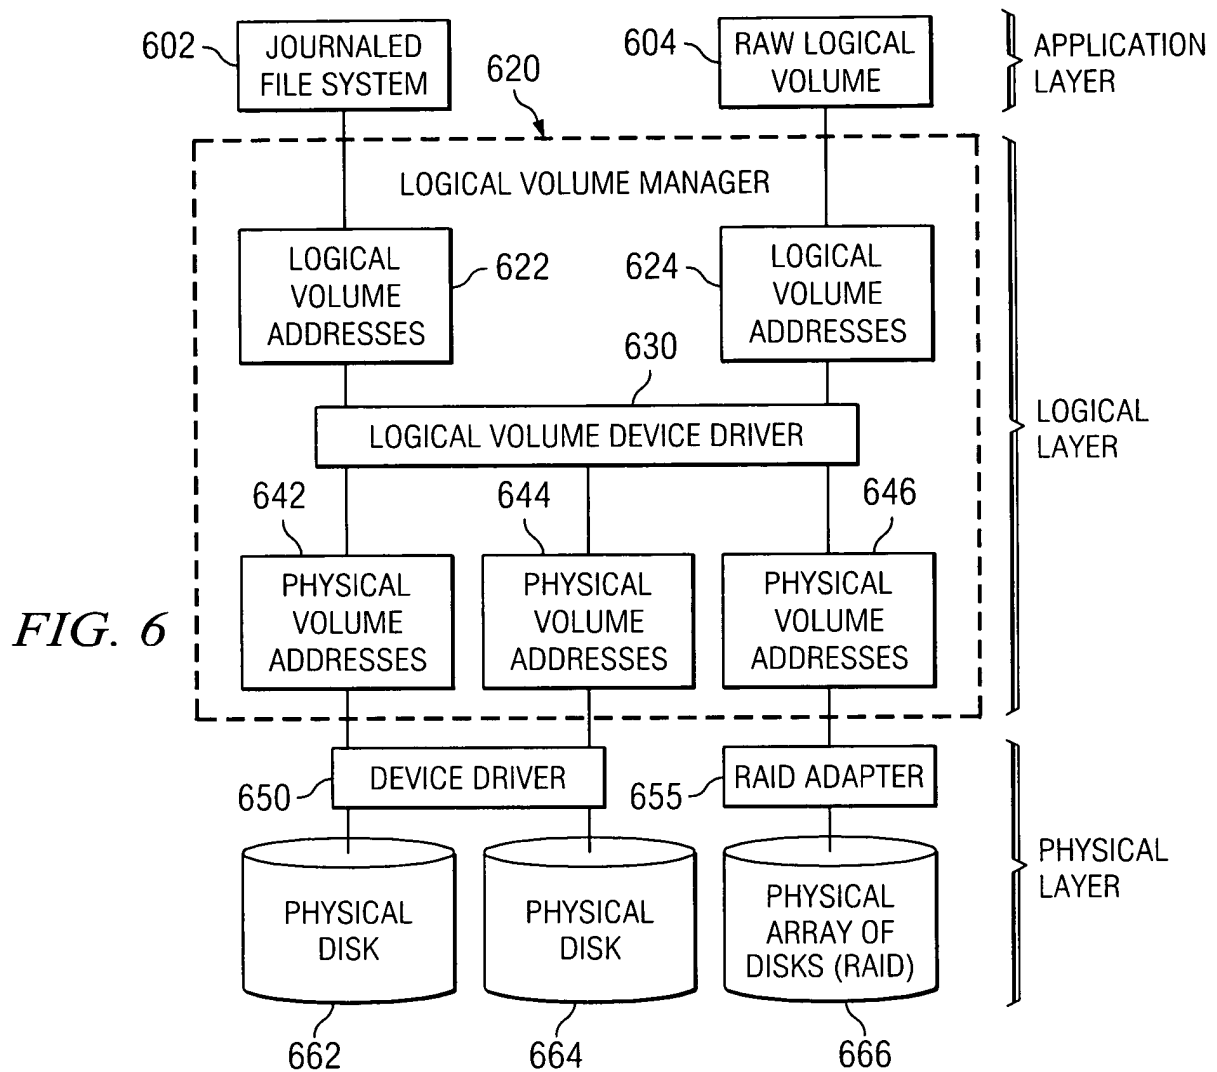 602
JOURNALED
FILE SYSTEM
604
RAW LOGICAL
VOLUME
APPLICATION
LAYER
620
LOGICAL VOLUME MANAGER
LOGICAL
VOLUME
ADDRESSES
622
624
LOGICAL
VOLUME
ADDRESSES
630
LOGICAL VOLUME DEVICE DRIVER
LOGICAL
LAYER
642
644
646
PHYSICAL
VOLUME
ADDRESSES
PHYSICAL
VOLUME
ADDRESSES
PHYSICAL
VOLUME
ADDRESSES
FIG. 6
650
DEVICE DRIVER
655
RAID ADAPTER
PHYSICAL
LAYER
PHYSICAL
DISK
PHYSICAL
DISK
PHYSICAL
ARRAY OF
DISKS (RAID)
662
664
666